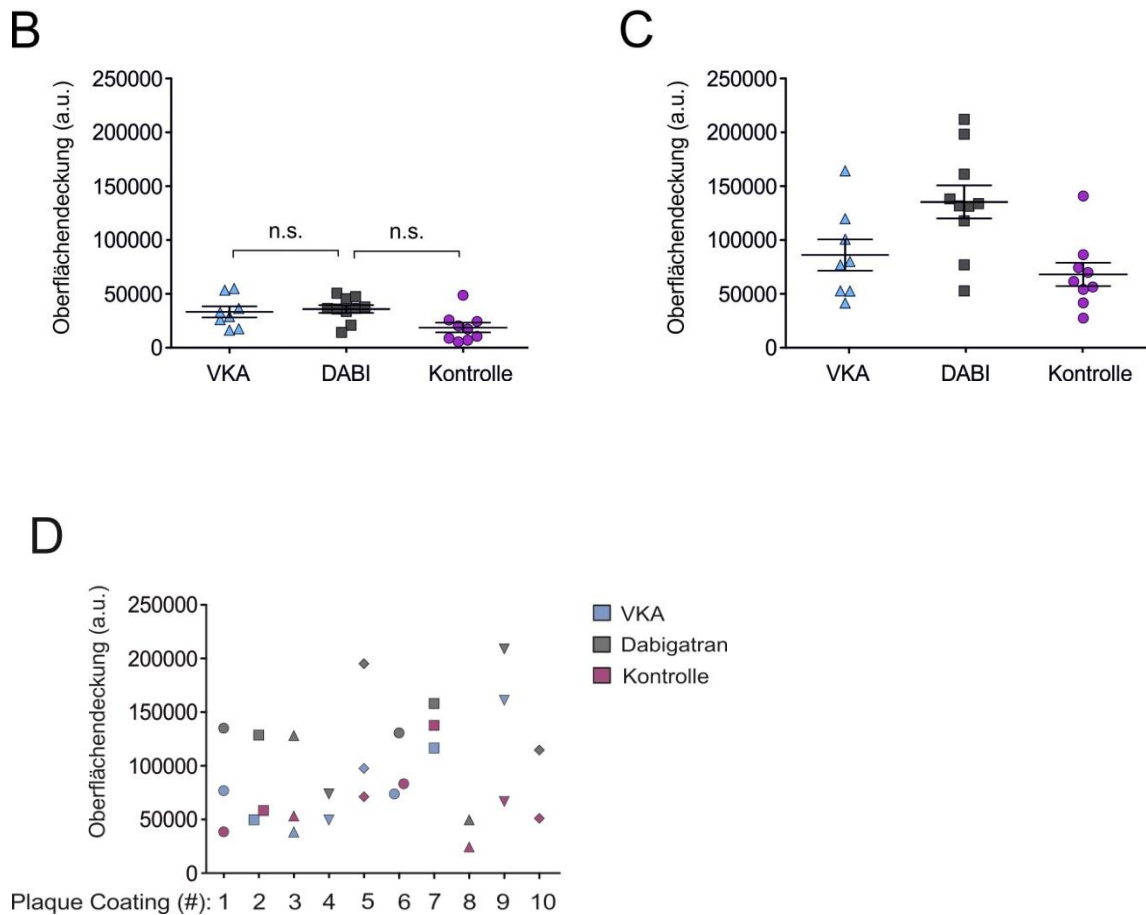 B
Oberflächendeckung (a.u.)
250000
200000
150000
100000
50000
0
n.s.
n.s.
VKA DABI Kontrolle
C
Oberflächendeckung (a.u.)
250000
200000
150000
100000
50000
0
VKA DABI Kontrolle
D
Oberflächendeckung (a.u.)
250000
200000
150000
100000
50000
0
Plaque Coating (#): 1 2 3 4 5 6 7 8 9 10
VKA
Dabigatran
Kontrolle